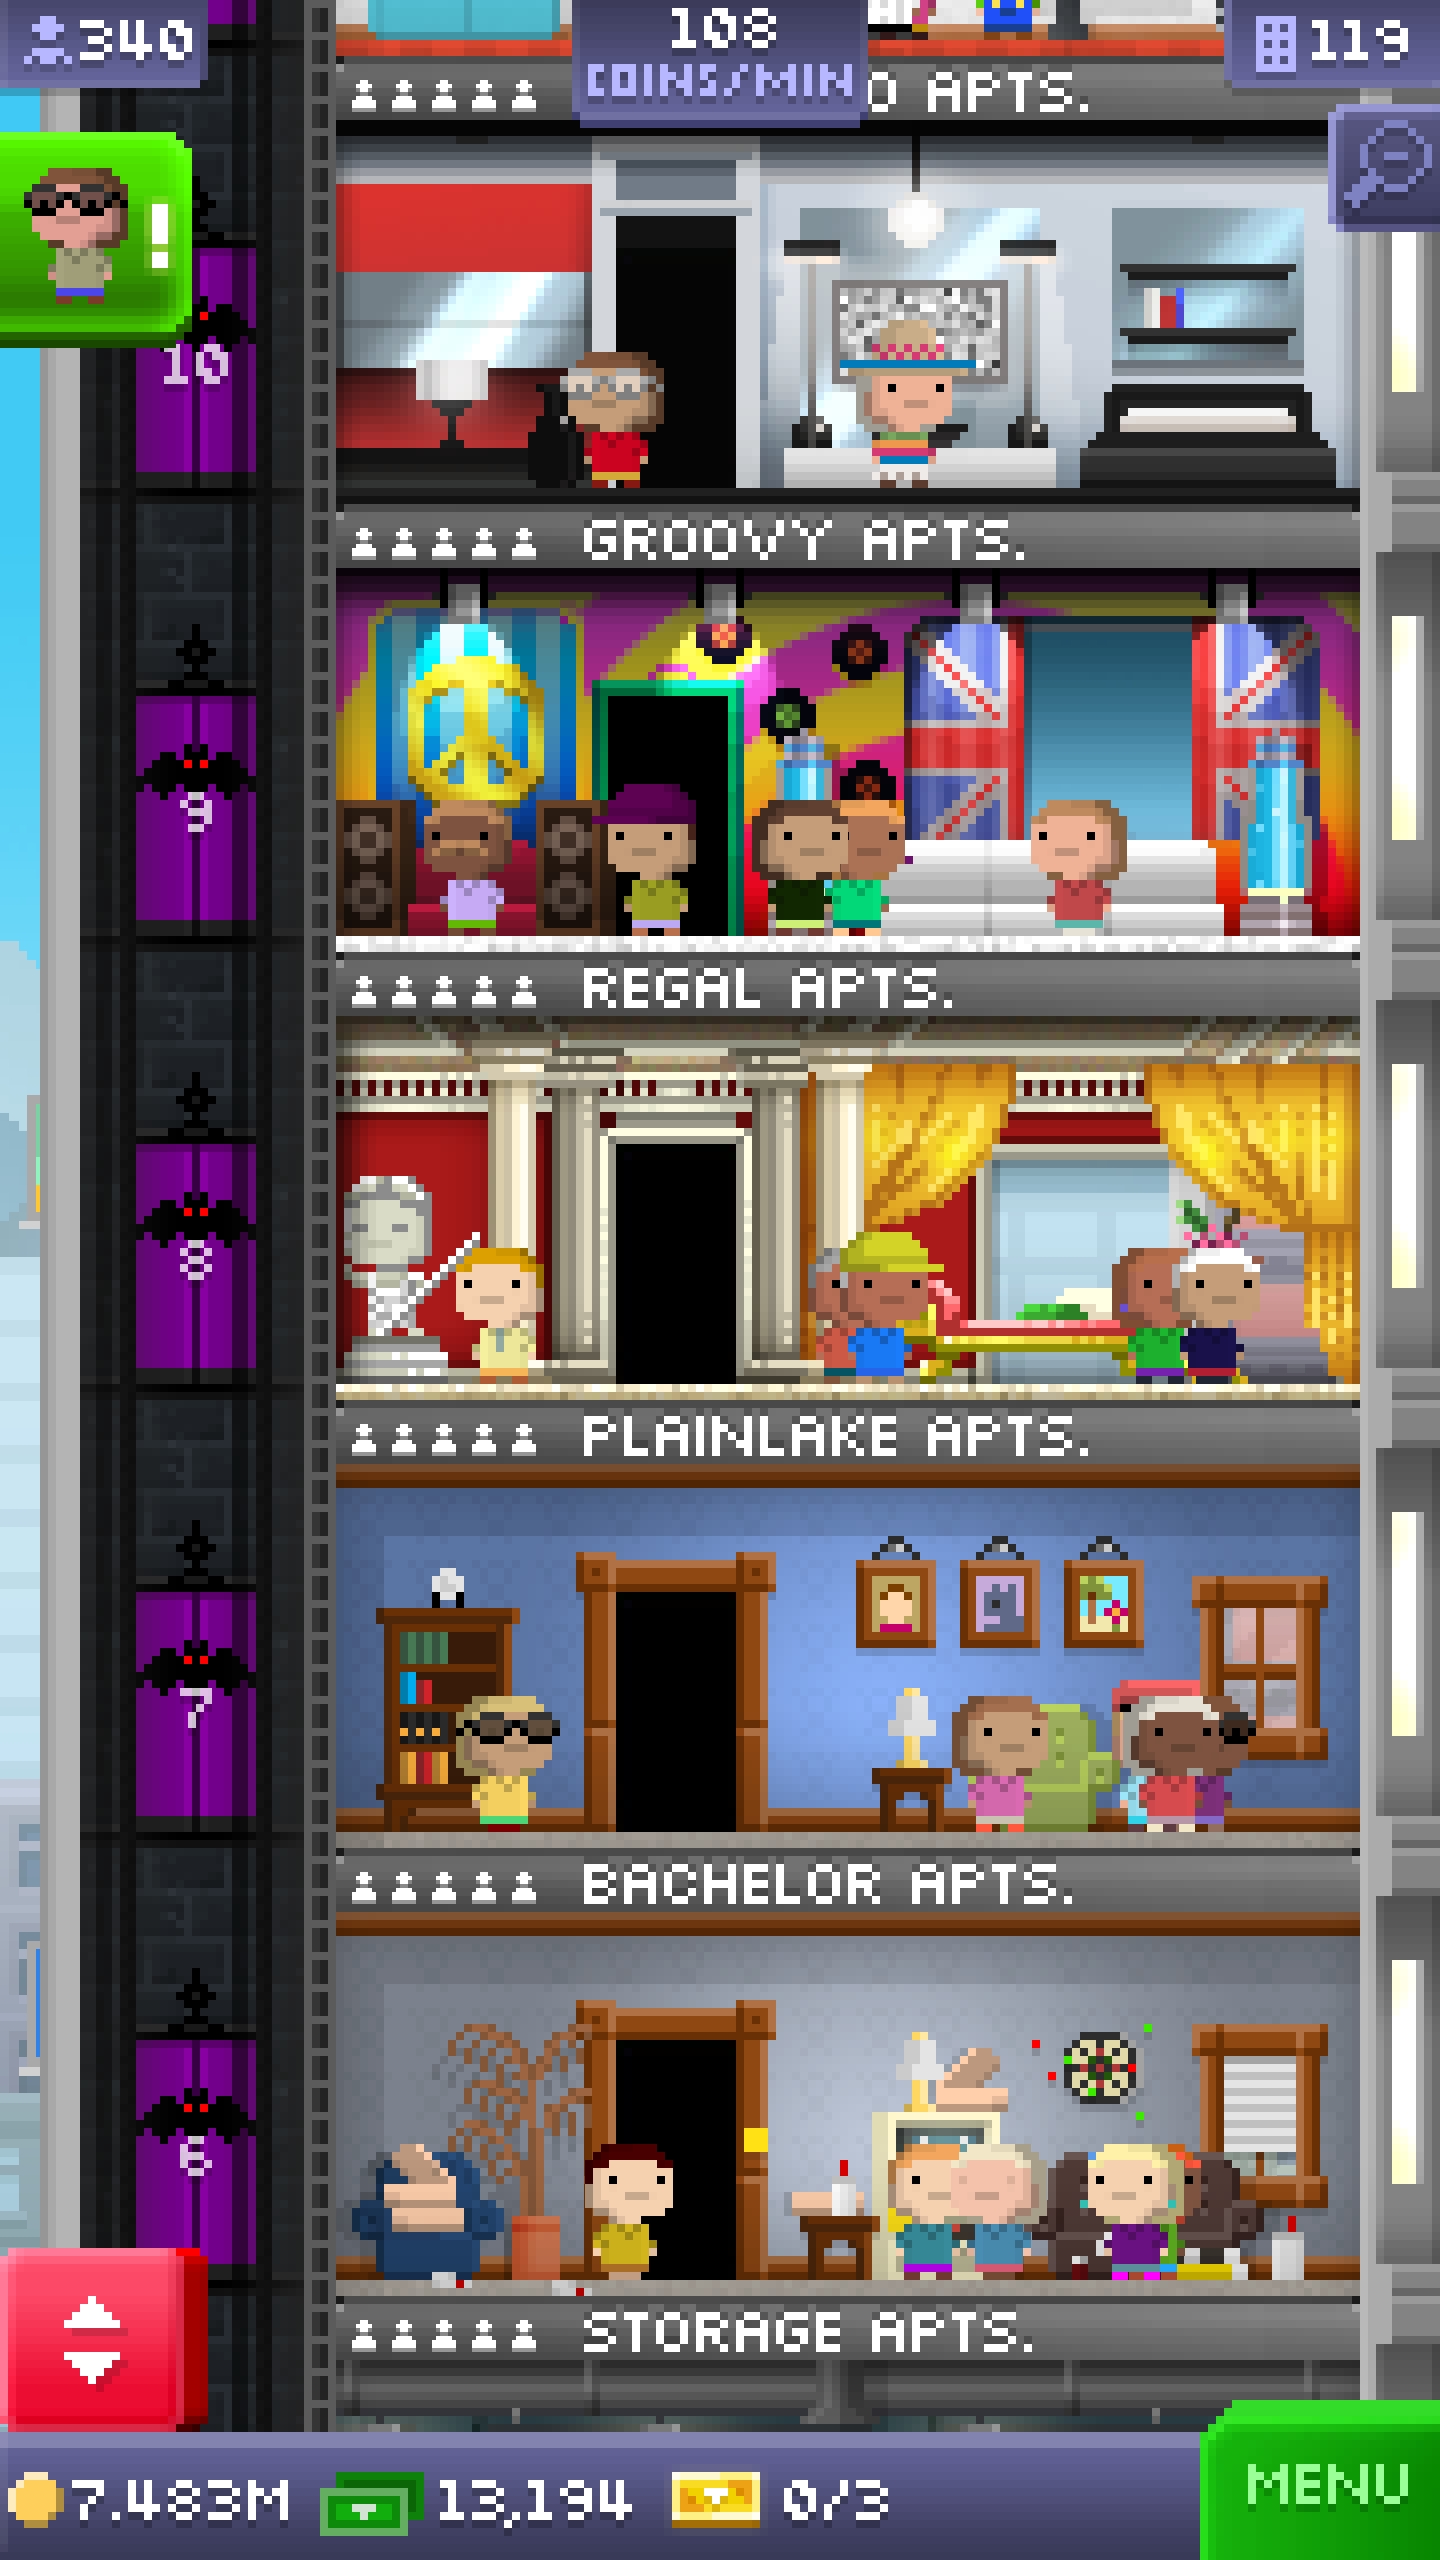 340
108
COINS/MIN
119
O APTS.
!
10
GROOVY APTS.
9
REGAL APTS.
8
PLAINLAKE APTS.
7
BACHELOR APTS.
6
STORAGE APTS.
MENU
7.483M 13,194 0/3